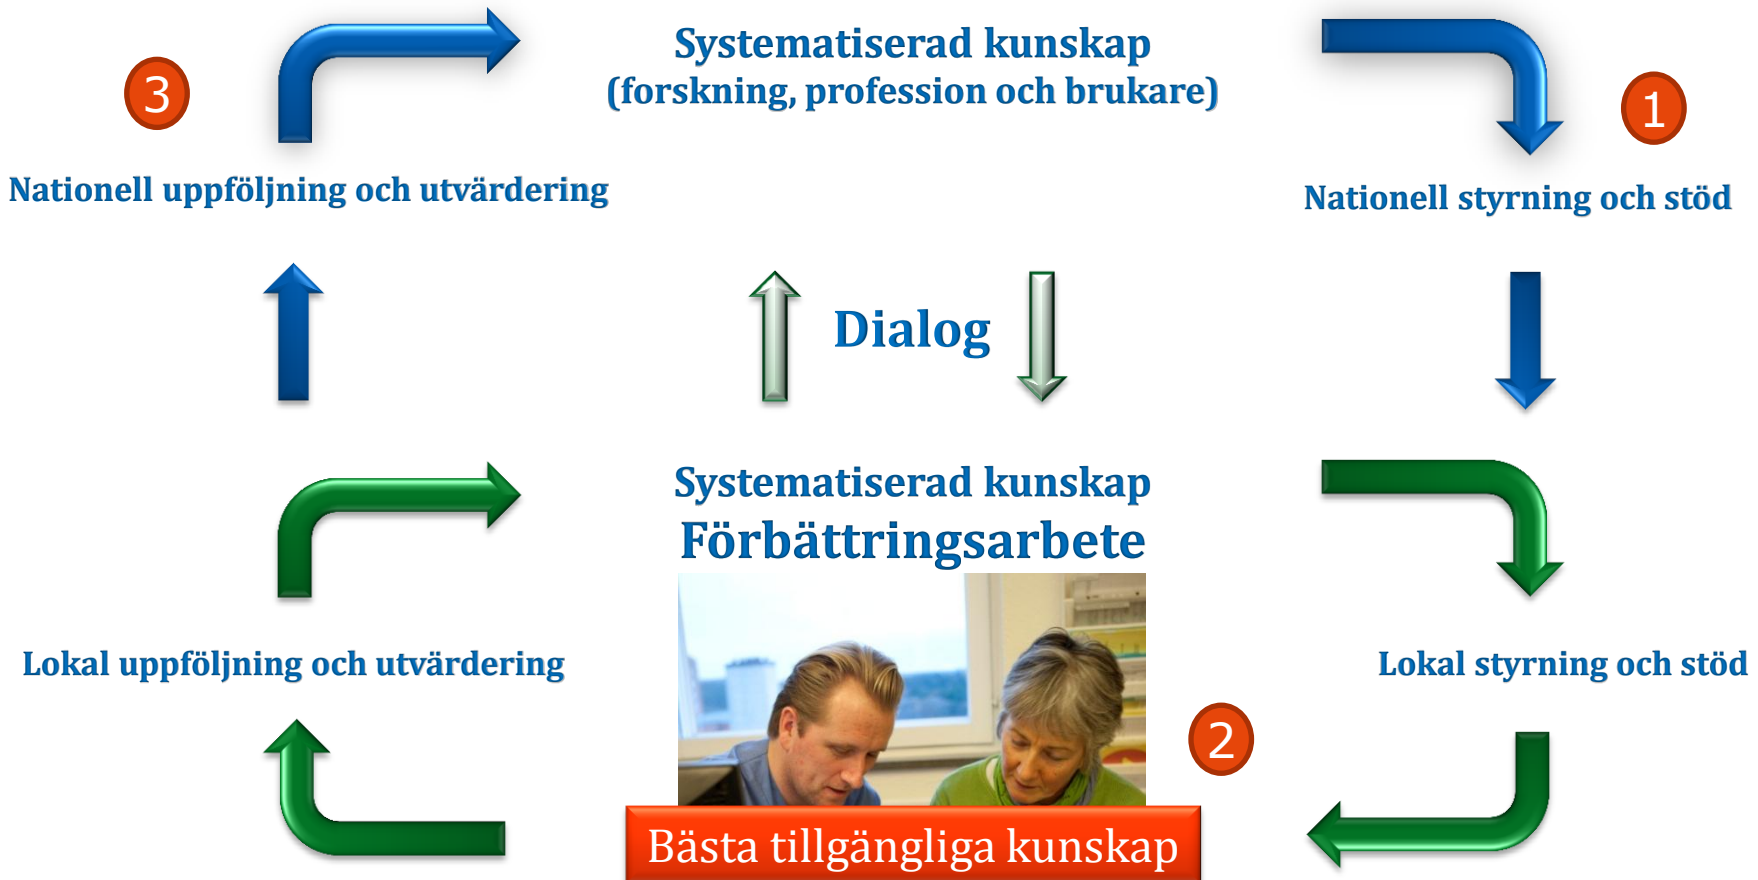 Systematiserad kunskap
(forskning, profession och brukare)
3
1
Nationell uppföljning och utvärdering
Nationell styrning och stöd
Dialog
Systematiserad kunskap
Förbättringsarbete
Lokal uppföljning och utvärdering
Lokal styrning och stöd
2
Bästa tillgängliga kunskap